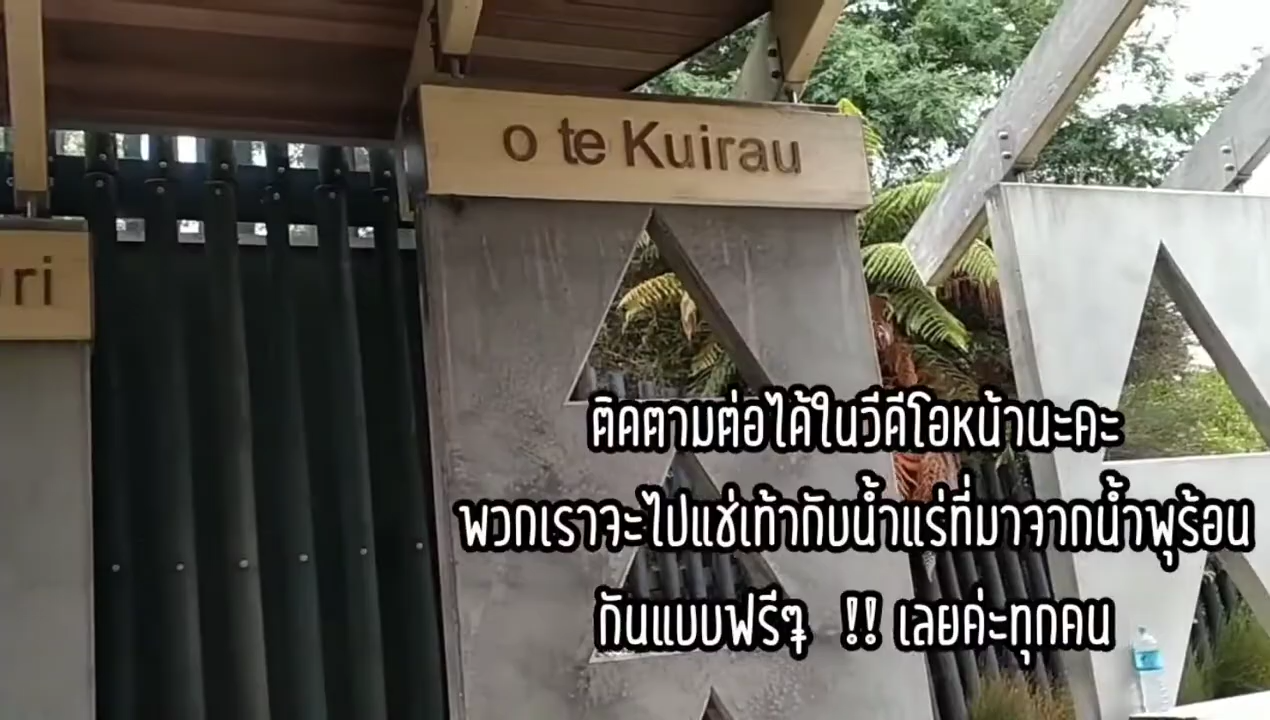 o te Kuirau
ori
ติดตามต่อได้ในวีดีโอหน้านะคะ
พวกเราจะไปแช่เท้ากับน้ำแร่ที่มาจากน้ำพุร้อน
กันแบบฟรีๆ !! เลยค่ะทุกคน